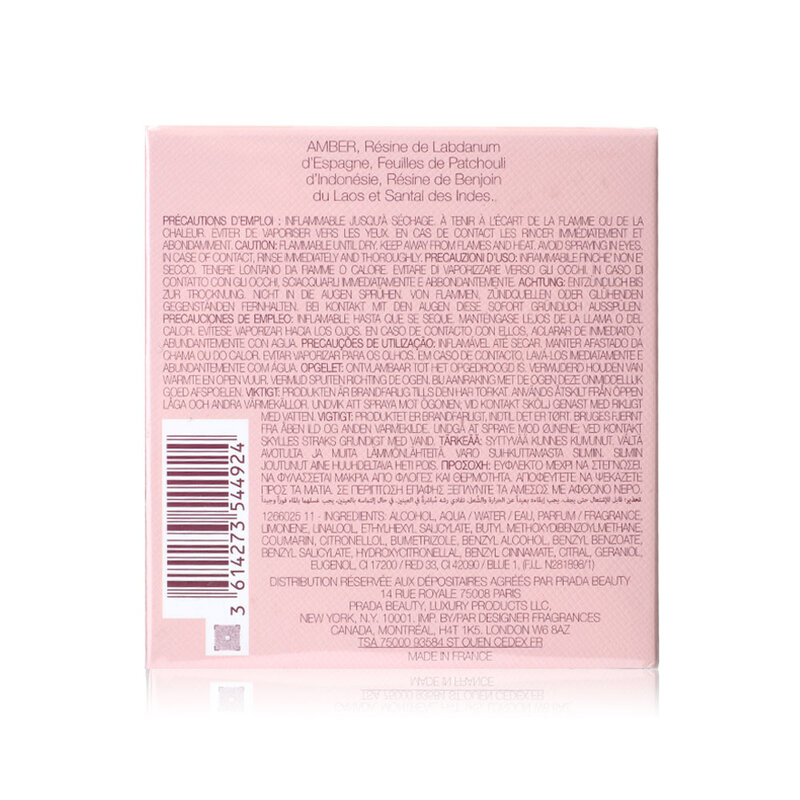 AMBER, Résine de Labdanum
d'Espagne, Feuilles de Patchouli
d'Indonésie, Résine de Benjoin
du Laos et Santal des Indes..
PRÉCAUTIONS D'EMPLOI : INFLAMMABLE JUSQU'À SÉCHAGE. À TENIR À L'ÉCART DE LA FLAMME OU DE LA
CHALEUR. EVITER DE VAPORISER VERS LES YEUX. EN CAS DE CONTACT LES RINCER IMMÉDIATEMENT ET
ABONDAMMENT. CAUTION: FLAMMABLE UNTIL DRY. KEEP AWAY FROM FLAMES AND HEAT. AVOID SPRAYING IN EYES.
IN CASE OF CONTACT, RINSE IMMEDIATELY AND THOROUGHLY. PRECAUZIONI D'USO: INFIAMMABILE FINCHE' NON E'
SECCO. TENERE LONTANO DA FIAMME O CALORE. EVITARE DI VAPORIZZARE VERSO GLI OCCHI. IN CASO DI
CONTATTO CON GLI OCCHI, SCIACQUARLI IMMEDIATAMENTE E ABBONDANTEMENTE. ACHTUNG: ENTZÜNDLICH BIS
ZUR TROCKNUNG. NICHT IN DIE AUGEN SPRÜHEN. VON FLAMMEN, ZÜNDQUELLEN ODER GLÜHENDEN
GEGENSTÄNDEN FERNHALTEN. BEI KONTAKT MIT DEN AUGEN DIESE SOFORT GRÜNDLICH AUSSPÜLEN.
PRECAUCIONES DE EMPLEO: INFLAMABLE HASTA QUE SE SEQUE. MANTENGASE LEJOS DE LA LLAMA O DEL
CALOR. EVITESE VAPORIZAR HACIA LOS OJOS. EN CASO DE CONTACTO CON ELLOS, ACLARAR DE INMEDIATO Y
ABUNDANTEMENTE CON AGUA. PRECAUÇÕES DE UTILIZAÇÃO: INFLAMÁVEL ATÉ SECAR. MANTER AFASTADO DA
CHAMA OU DO CALOR. EVITAR VAPORIZAR PARA OS OLHOS. EM CASO DE CONTACTO, LAVÁ-LOS IMEDIATAMENTE E
ABUNDANTEMENTE COM ÁGUA. OPGELET: ONTVLAMBAAR TOT HET OPGEDROOGD IS. VERWIJDERD HOUDEN VAN
WARMTE EN OPEN VUUR. VERMIJD SPUITEN RICHTING DE OGEN. BIJ AANRAKING MET DE OGEN DEZE ONMIDDELLIJK
GOED AFSPOELEN. VIKTIGT: PRODUKTEN ÄR BRANDFARLIG TILLS DEN HAR TORKAT. ANVÄNDS ÅTSKILT FRÅN ÖPPEN
LÅGA OCH ANDRA VÄRMEKÄLLOR. UNDVIK ATT SPRAYA MOT ÖGONEN; VID KONTAKT SKÖLJ GENAST MED RIKLIGT
MED VATTEN. VIGTIGT: PRODUKTET ER BRANDFARLIGT, INDTIL DET ER TØRT. BRUGES FJERNT
FRA ÅBEN ILD OG ANDEN VARMEKILDE. UNDGÅ AT SPRAYE MOD ØJNENE; VED KONTAKT
SKYLLES STRAKS GRUNDIGT MED VAND. TÄRKEÄÄ: SYTTYVÄÄ KUNNES KUIVUNUT. VÄLTÄ
AVOTULTA JA MUITA LÄMMÖNLÄHTEITÄ. VARO SUIHKUTTAMASTA SILMIIN. SILMIIN
JOUTUNUT AINE HUUHDELTAVA HETI POIS. ΠΡΟΣΟΧΗ: ΕΥΦΛΕΚΤΟ ΜΕΧΡΙ ΝΑ ΣΤΕΓΝΩΣΕΙ.
ΝΑ ΦΥΛΑΣΣΕΤΑΙ ΜΑΚΡΙΑ ΑΠΟ ΦΛΟΓΕΣ ΚΑΙ ΘΕΡΜΟΤΗΤΑ. ΑΠΟΦΕΥΓΕΤΕ ΝΑ ΨΕΚΑΖΕΤΕ
ΠΡΟΣ ΤΑ ΜΑΤΙΑ. ΣΕ ΠΕΡΙΠΤΩΣΗ ΕΠΑΦΗΣ ΞΕΠΛΥΝΤΕ ΤΑ ΑΜΕΣΩΣ ΜΕ ΑΦΘΟΝΟ ΝΕΡΟ.
1266025 11 - INGREDIENTS: ALCOHOL, AQUA / WATER / EAU, PARFUM / FRAGRANCE,
LIMONENE, LINALOOL, ETHYLHEXYL SALICYLATE, BUTYL METHOXYDIBENZOYLMETHANE,
COUMARIN, CITRONELLOL, BUMETRIZOLE, BENZYL ALCOHOL, BENZYL BENZOATE,
BENZYL SALICYLATE, HYDROXYCITRONELLAL, BENZYL CINNAMATE, CITRAL, GERANIOL,
EUGENOL, CI 17200 / RED 33, CI 42090 / BLUE 1, (F.I.L. N281898/1)
DISTRIBUTION RÉSERVÉE AUX DÉPOSITAIRES AGRÉÉS PAR PRADA BEAUTY
14 RUE ROYALE 75008 PARIS
PRADA BEAUTY, LUXURY PRODUCTS LLC,
NEW YORK, N.Y. 10001. IMP. BY/PAR DESIGNER FRAGRANCES
CANADA, MONTRÉAL, H4T 1K5. LONDON W6 8AZ
TSA 75000 93584 ST OUEN CEDEX FR
MADE IN FRANCE
3 614273 544924